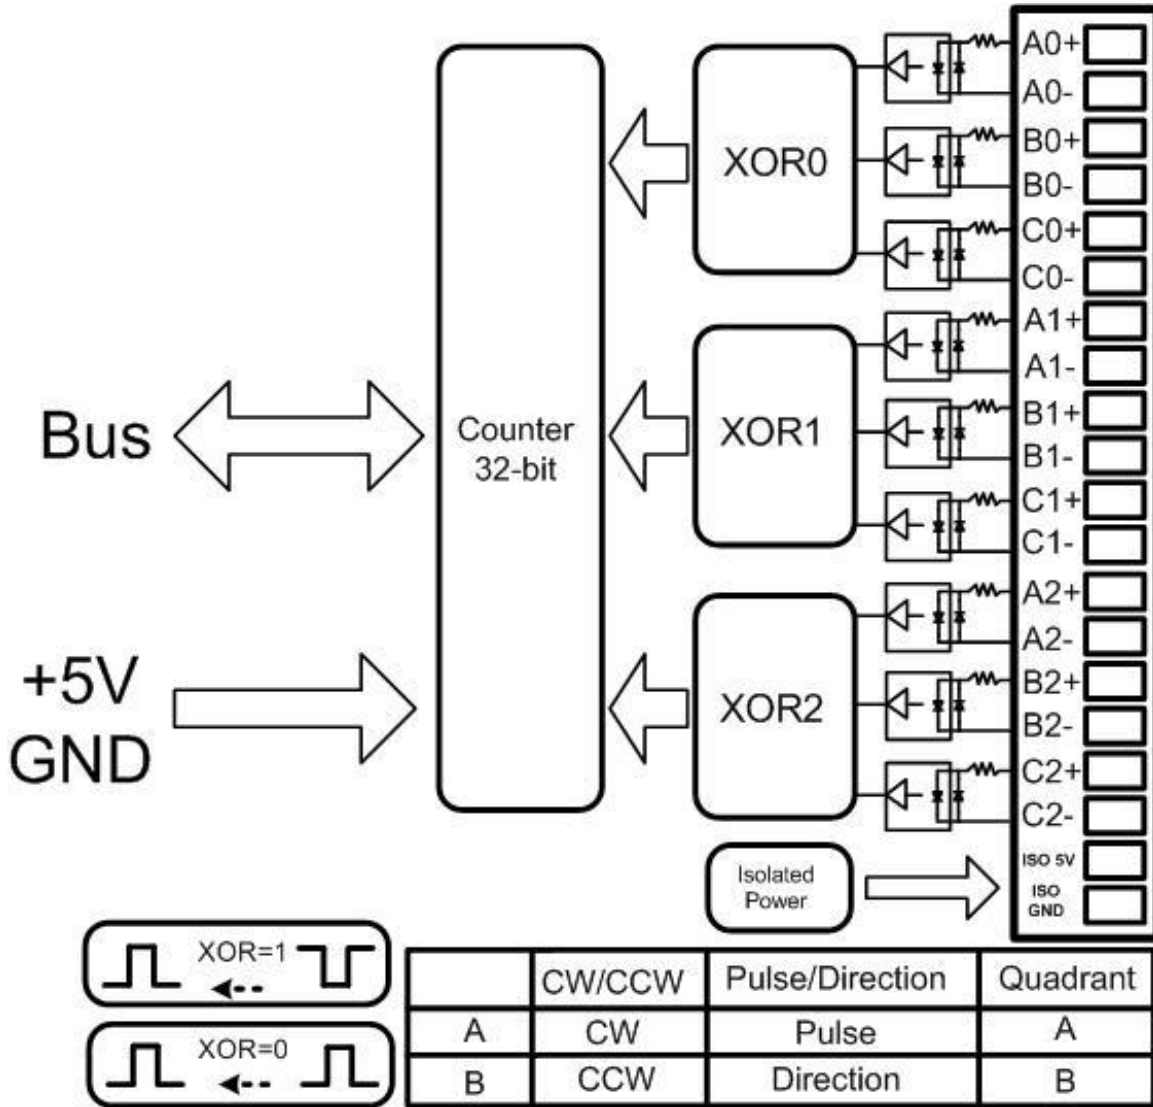 A0+
A0-
B0+
XOR0
B0-
C0+
C0-
A1+
A1-
Bus
Counter
32-bit
XOR1
B1+
B1-
C1+
C1-
A2+
A2-
+5V
GND
XOR2
B2+
B2-
C2+
C2-
Isolated
Power
ISO 5V
ISO
GND
XOR=1
XOR=0
CW/CCW Pulse/Direction Quadrant
A CW Pulse A
B CCW Direction B